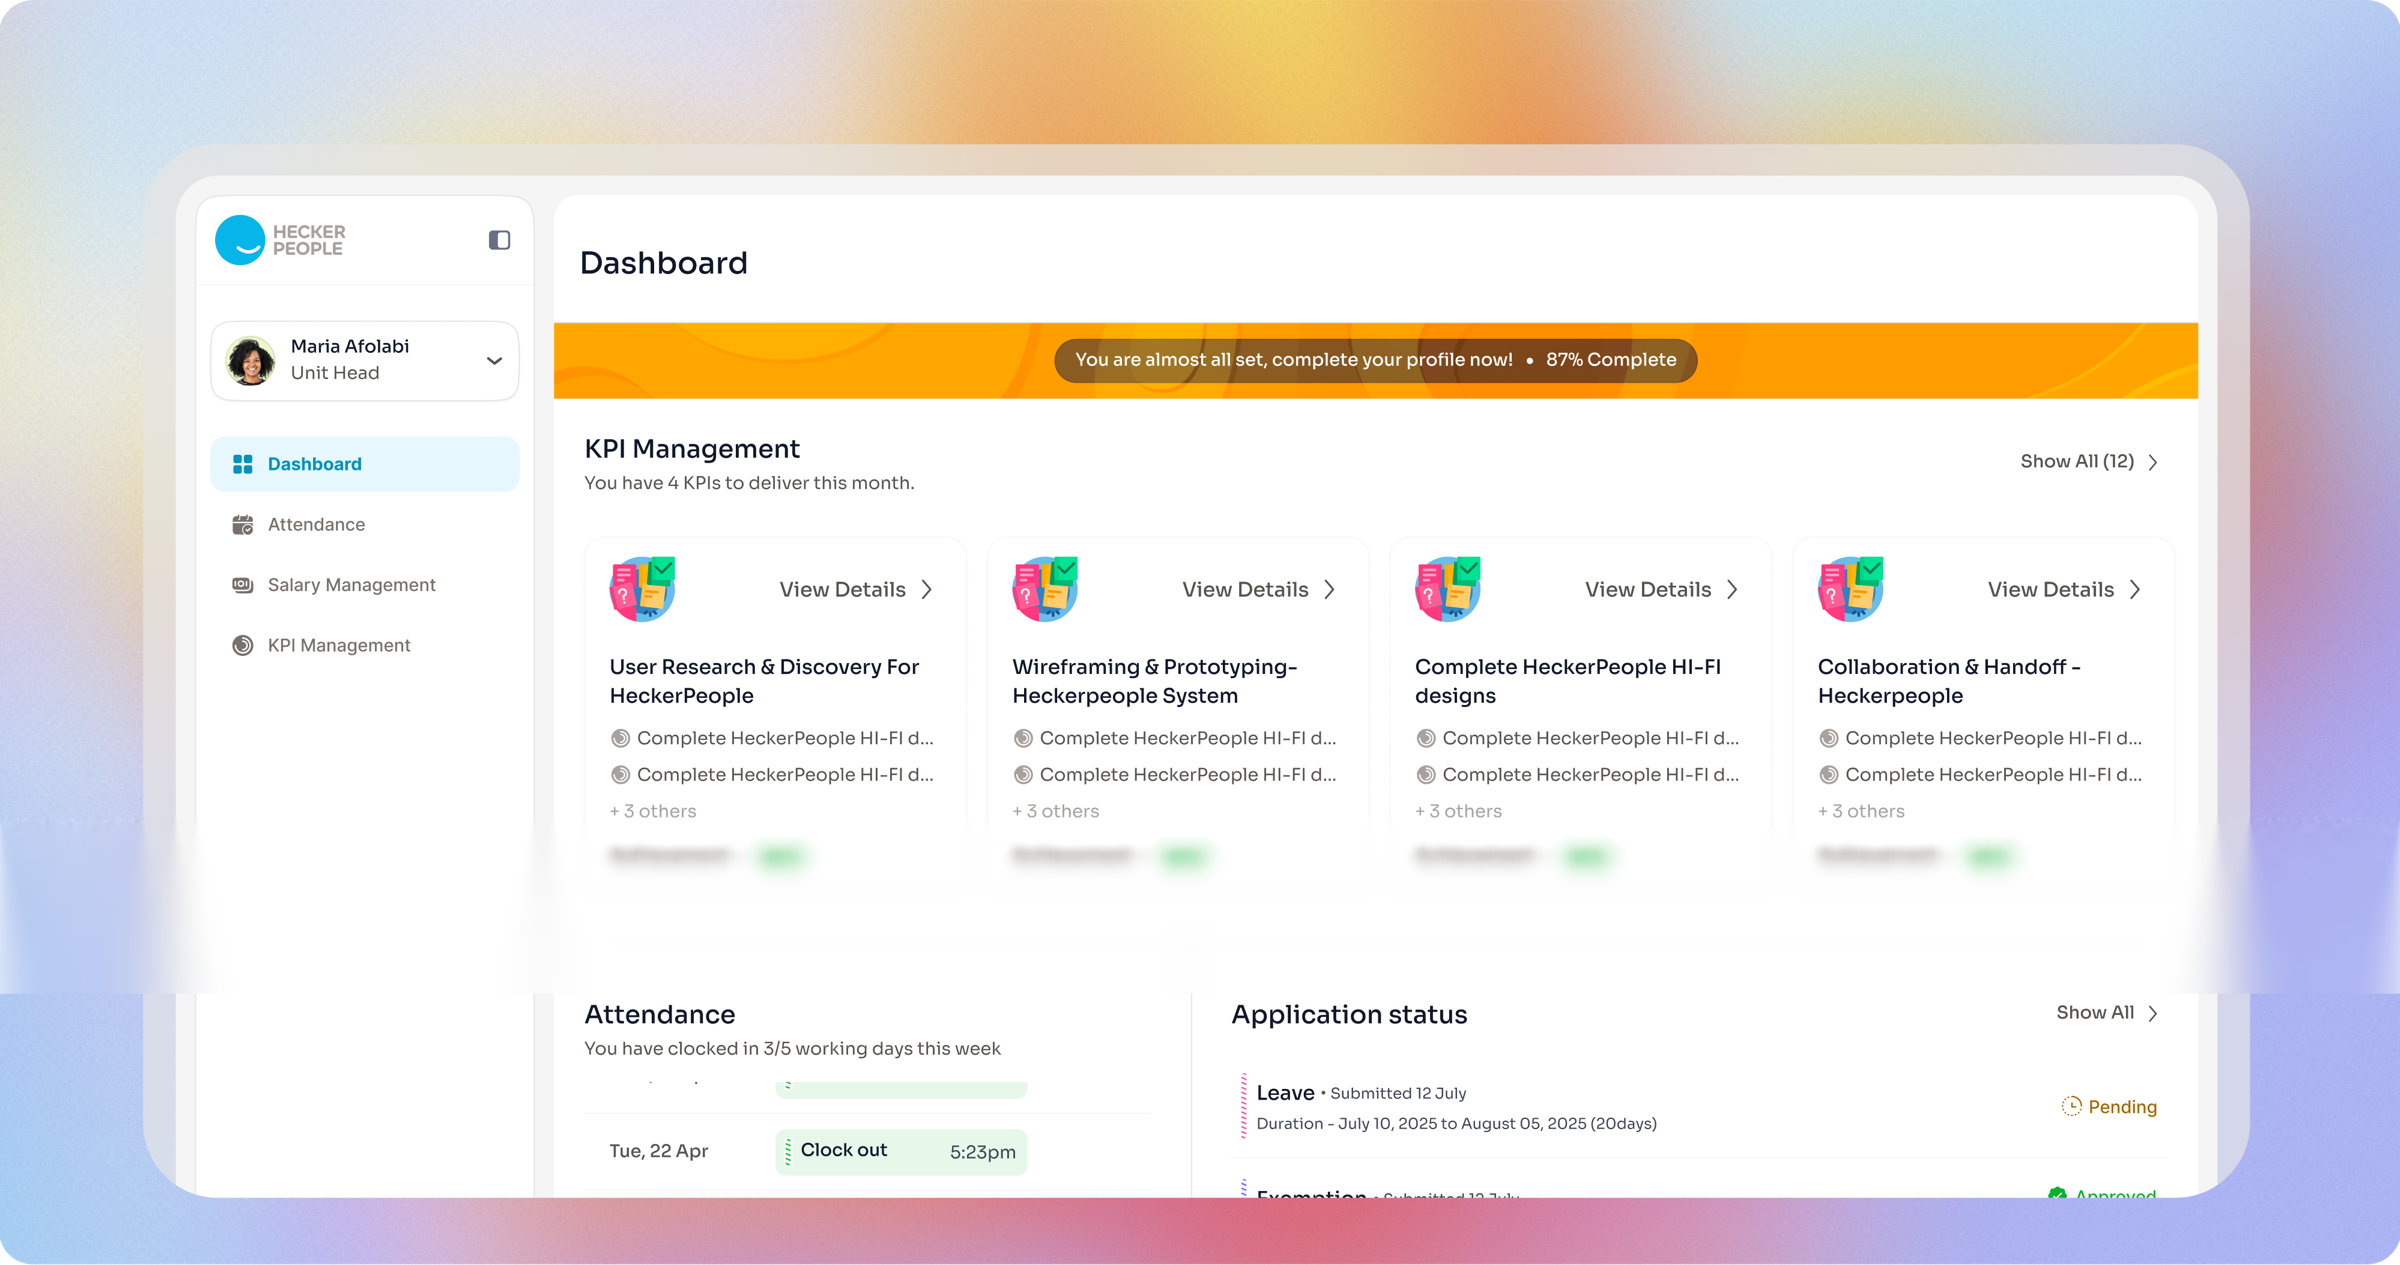 HECKER
PEOPLE
Maria Afolabi
Unit Head
Dashboard
Attendance
Salary Management
KPI Management
Dashboard
You are almost all set, complete your profile now! • 87% Complete
KPI Management
You have 4 KPIs to deliver this month.
Show All (12)
View Details
User Research & Discovery For
HeckerPeople
Complete HeckerPeople HI-FI d...
Complete HeckerPeople HI-FI d...
+ 3 others
View Details
Wireframing & Prototyping-
Heckerpeople System
Complete HeckerPeople HI-FI d...
Complete HeckerPeople HI-FI d...
+ 3 others
View Details
Complete HeckerPeople HI-FI
designs
Complete HeckerPeople HI-FI d...
Complete HeckerPeople HI-FI d...
+ 3 others
View Details
Collaboration & Handoff -
Heckerpeople
Complete HeckerPeople HI-FI d...
Complete HeckerPeople HI-FI d...
+ 3 others
Attendance
You have clocked in 3/5 working days this week
Tue, 22 Apr
Clock out
5:23pm
Application status
Show All
Leave • Submitted 12 July
Duration - July 10, 2025 to August 05, 2025 (20days)
Pending
Exemption • Submitted 12 July
Approved